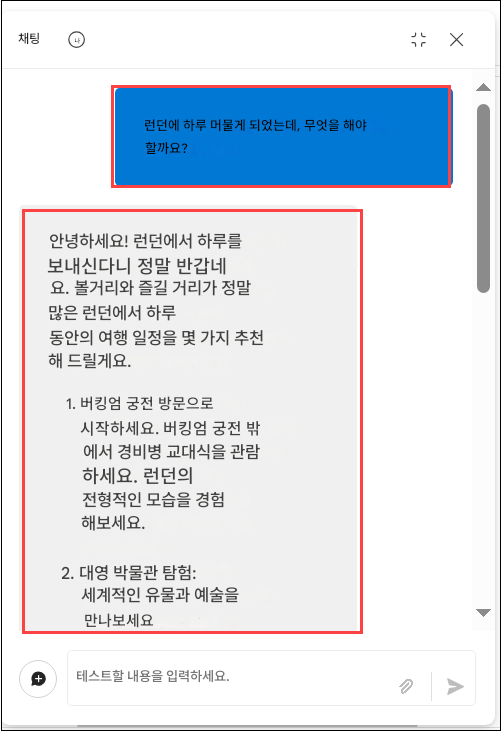 채팅
나
런던에 하루 머물게 되었는데, 무엇을 해야
할까요?
안녕하세요! 런던에서 하루를
보내신다니 정말 반갑네
요. 볼거리와 즐길 거리가 정말
많은 런던에서 하루
동안의 여행 일정을 몇 가지 추천
해 드릴게요.
1. 버킹엄 궁전 방문으로
시작하세요. 버킹엄 궁전 밖
에서 경비병 교대식을 관람
하세요. 런던의
전형적인 모습을 경험
해보세요.
2. 대영 박물관 탐험:
세계적인 유물과 예술을
만나보세요
테스트할 내용을 입력하세요.